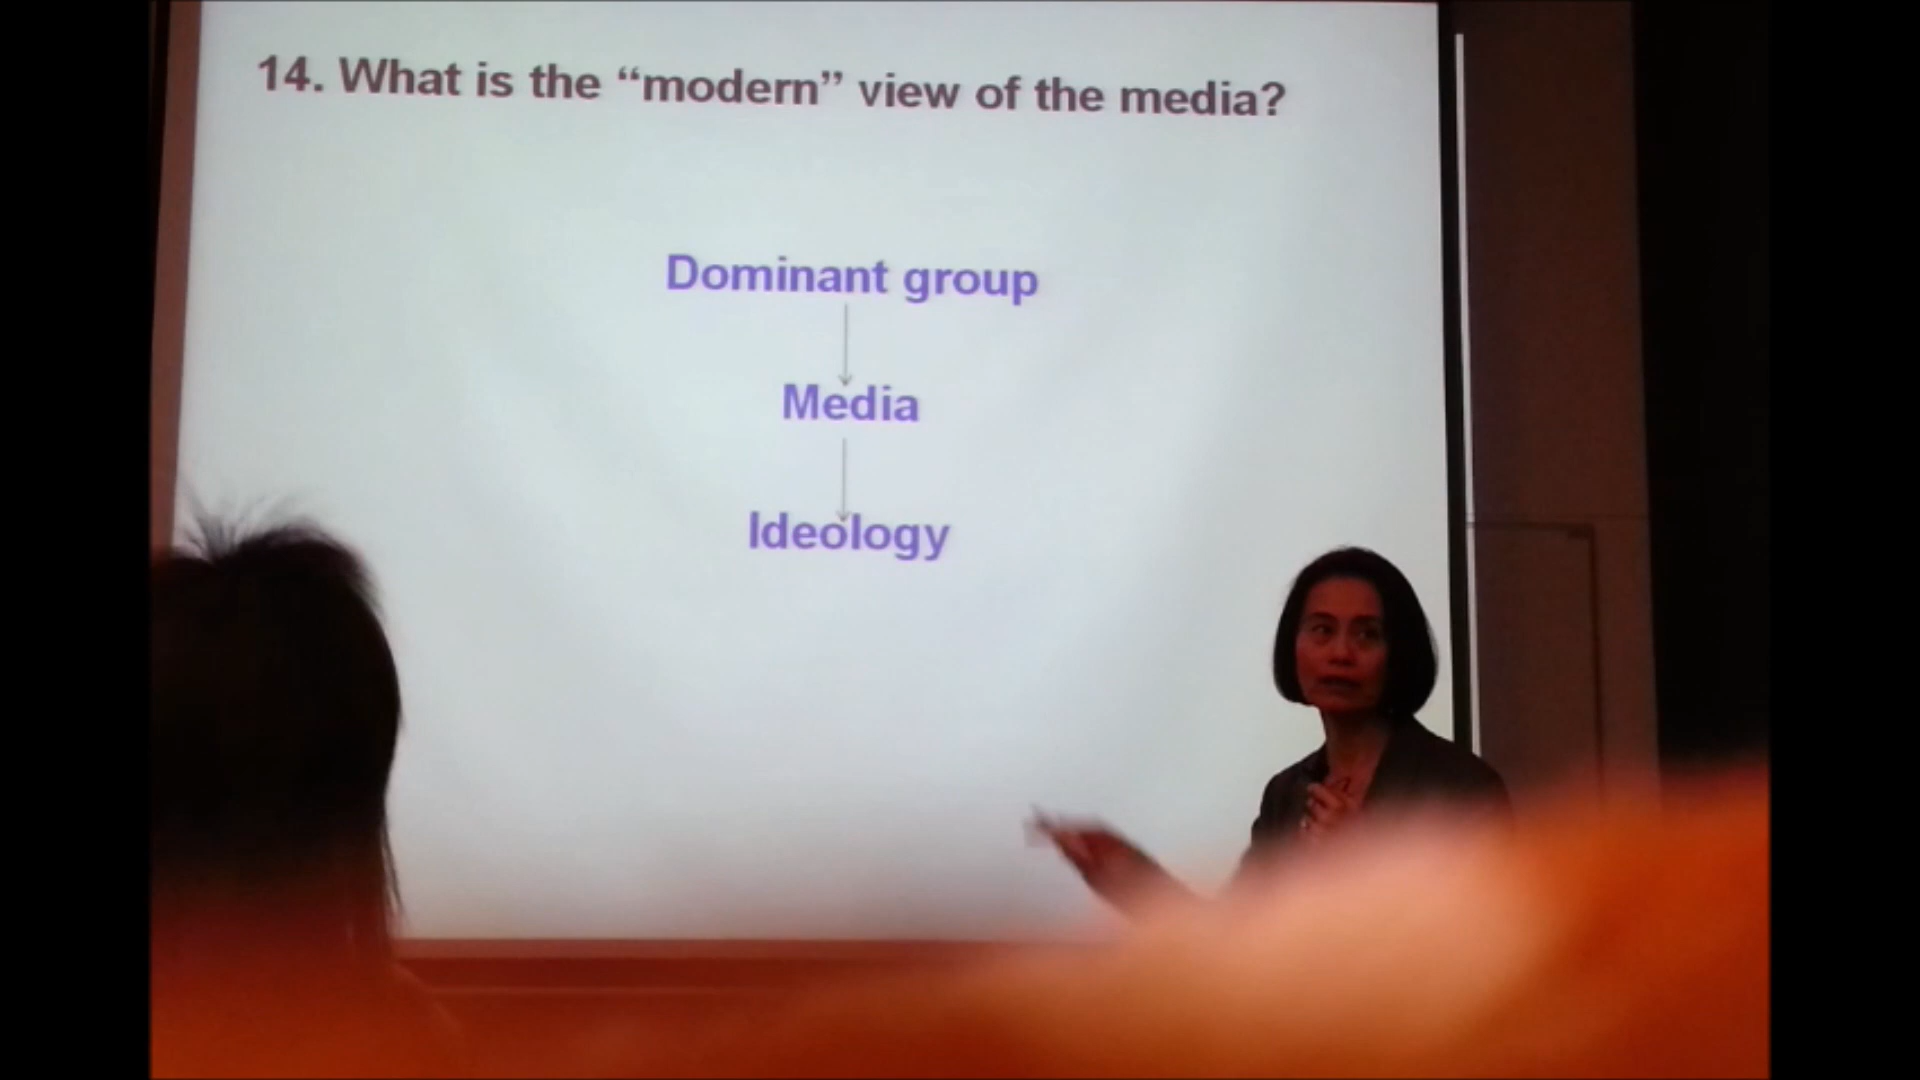 14. What is the “modern” view of the media?
Dominant group
Media
Ideology